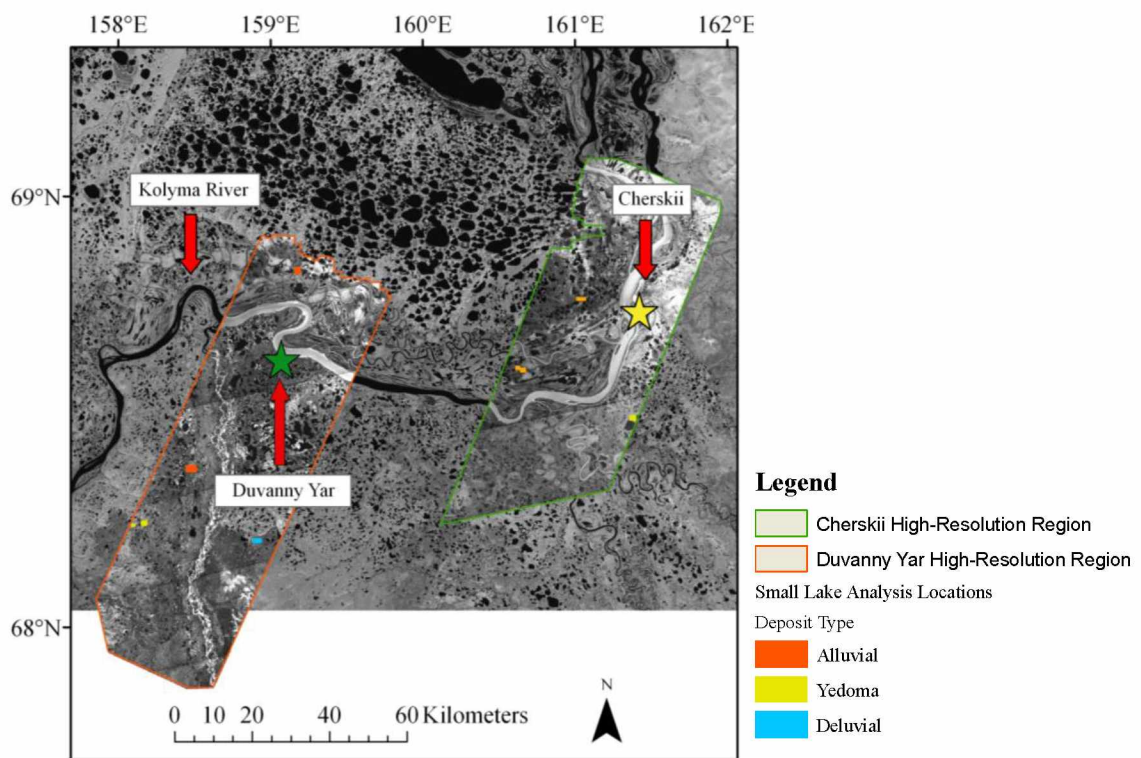 158°E 159°E 160°E 161°E 162°E
69°N
68°N
Kolyma River
Cherskii
Duvanny Yar
0 10 20 40 60 Kilometers
N
Legend
Cherskii High-Resolution Region
Duvanny Yar High-Resolution Region
Small Lake Analysis Locations
Deposit Type
Alluvial
Yedoma
Deluvial